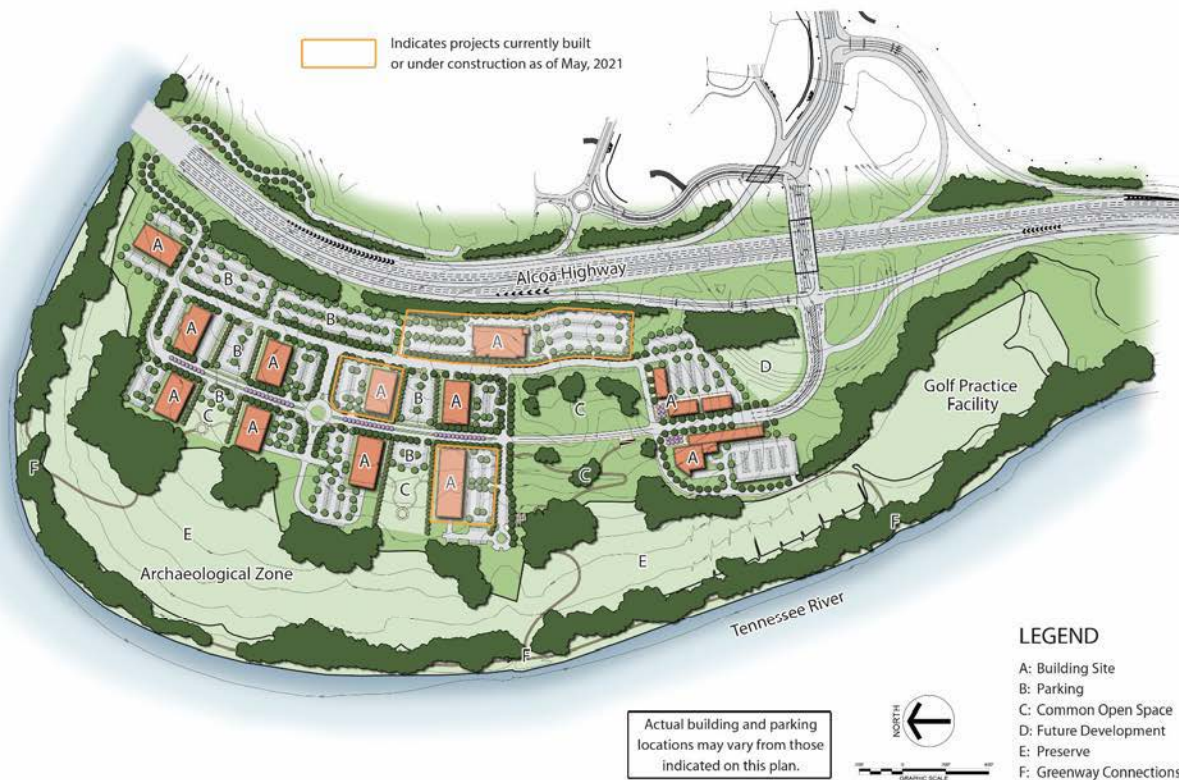 Indicates projects currently built
or under construction as of May, 2021
Alcoa Highway
A
B
B
A
A
B
A
A
D
Golf Practice
Facility
A
B
A
C
A
A
B
C
A
A
B
A
C
A
C
F
E
Archaeological Zone
E
F
F
Tennessee River
LEGEND
A: Building Site
B: Parking
C: Common Open Space
D: Future Development
E: Preserve
F: Greenway Connections
Actual building and parking
locations may vary from those
indicated on this plan.
NORTH
GRAPHIC SCALE